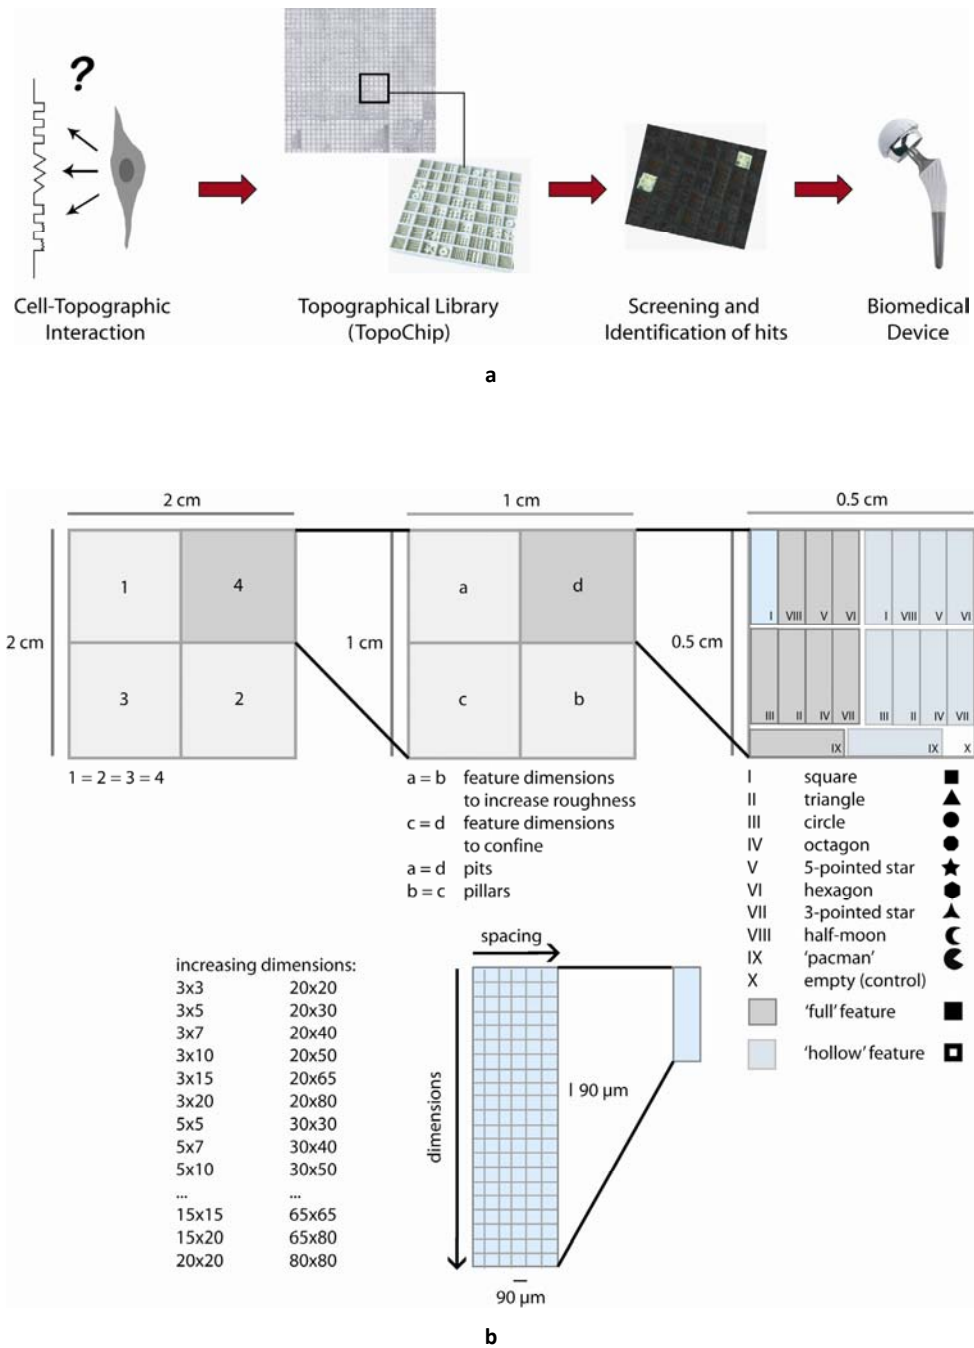 ?
Cell-Topographic
Interaction
Topographical Library
(TopoChip)
Screening and
Identification of hits
Biomedical
Device
a
2 cm
1 cm
0.5 cm
2 cm
1
4
3
2
1 cm
a
d
c
b
0.5 cm
I VIII V VI
I VIII V VI
III II IV VII
III II IV VII
IX IX X
1 = 2 = 3 = 4
a = b feature dimensions
to increase roughness
c = d feature dimensions
to confine
a = d pits
b = c pillars
I square
II triangle
III circle
IV octagon
V 5-pointed star
VI hexagon
VII 3-pointed star
VIII half-moon
IX 'pacman'
X empty (control)
'full' feature
'hollow' feature
increasing dimensions:
3x3 20x20
3x5 20x30
3x7 20x40
3x10 20x50
3x15 20x65
3x20 20x80
5x5 30x30
5x7 30x40
5x10 30x50
... ...
15x15 65x65
15x20 65x80
20x20 80x80
spacing
dimensions
90 µm
90 µm
b